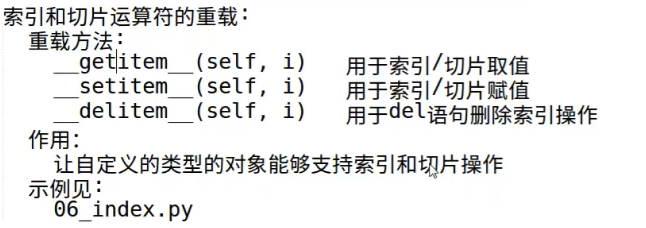 索引和切片运算符的重载:
重载方法:
__getitem__(self, i) 用于索引/切片取值
__setitem__(self, i) 用于索引/切片赋值
__delitem__(self, i) 用于del语句删除索引操作
作用:
让自定义的类型的对象能够支持索引和切片操作
示例见:
06_index.py